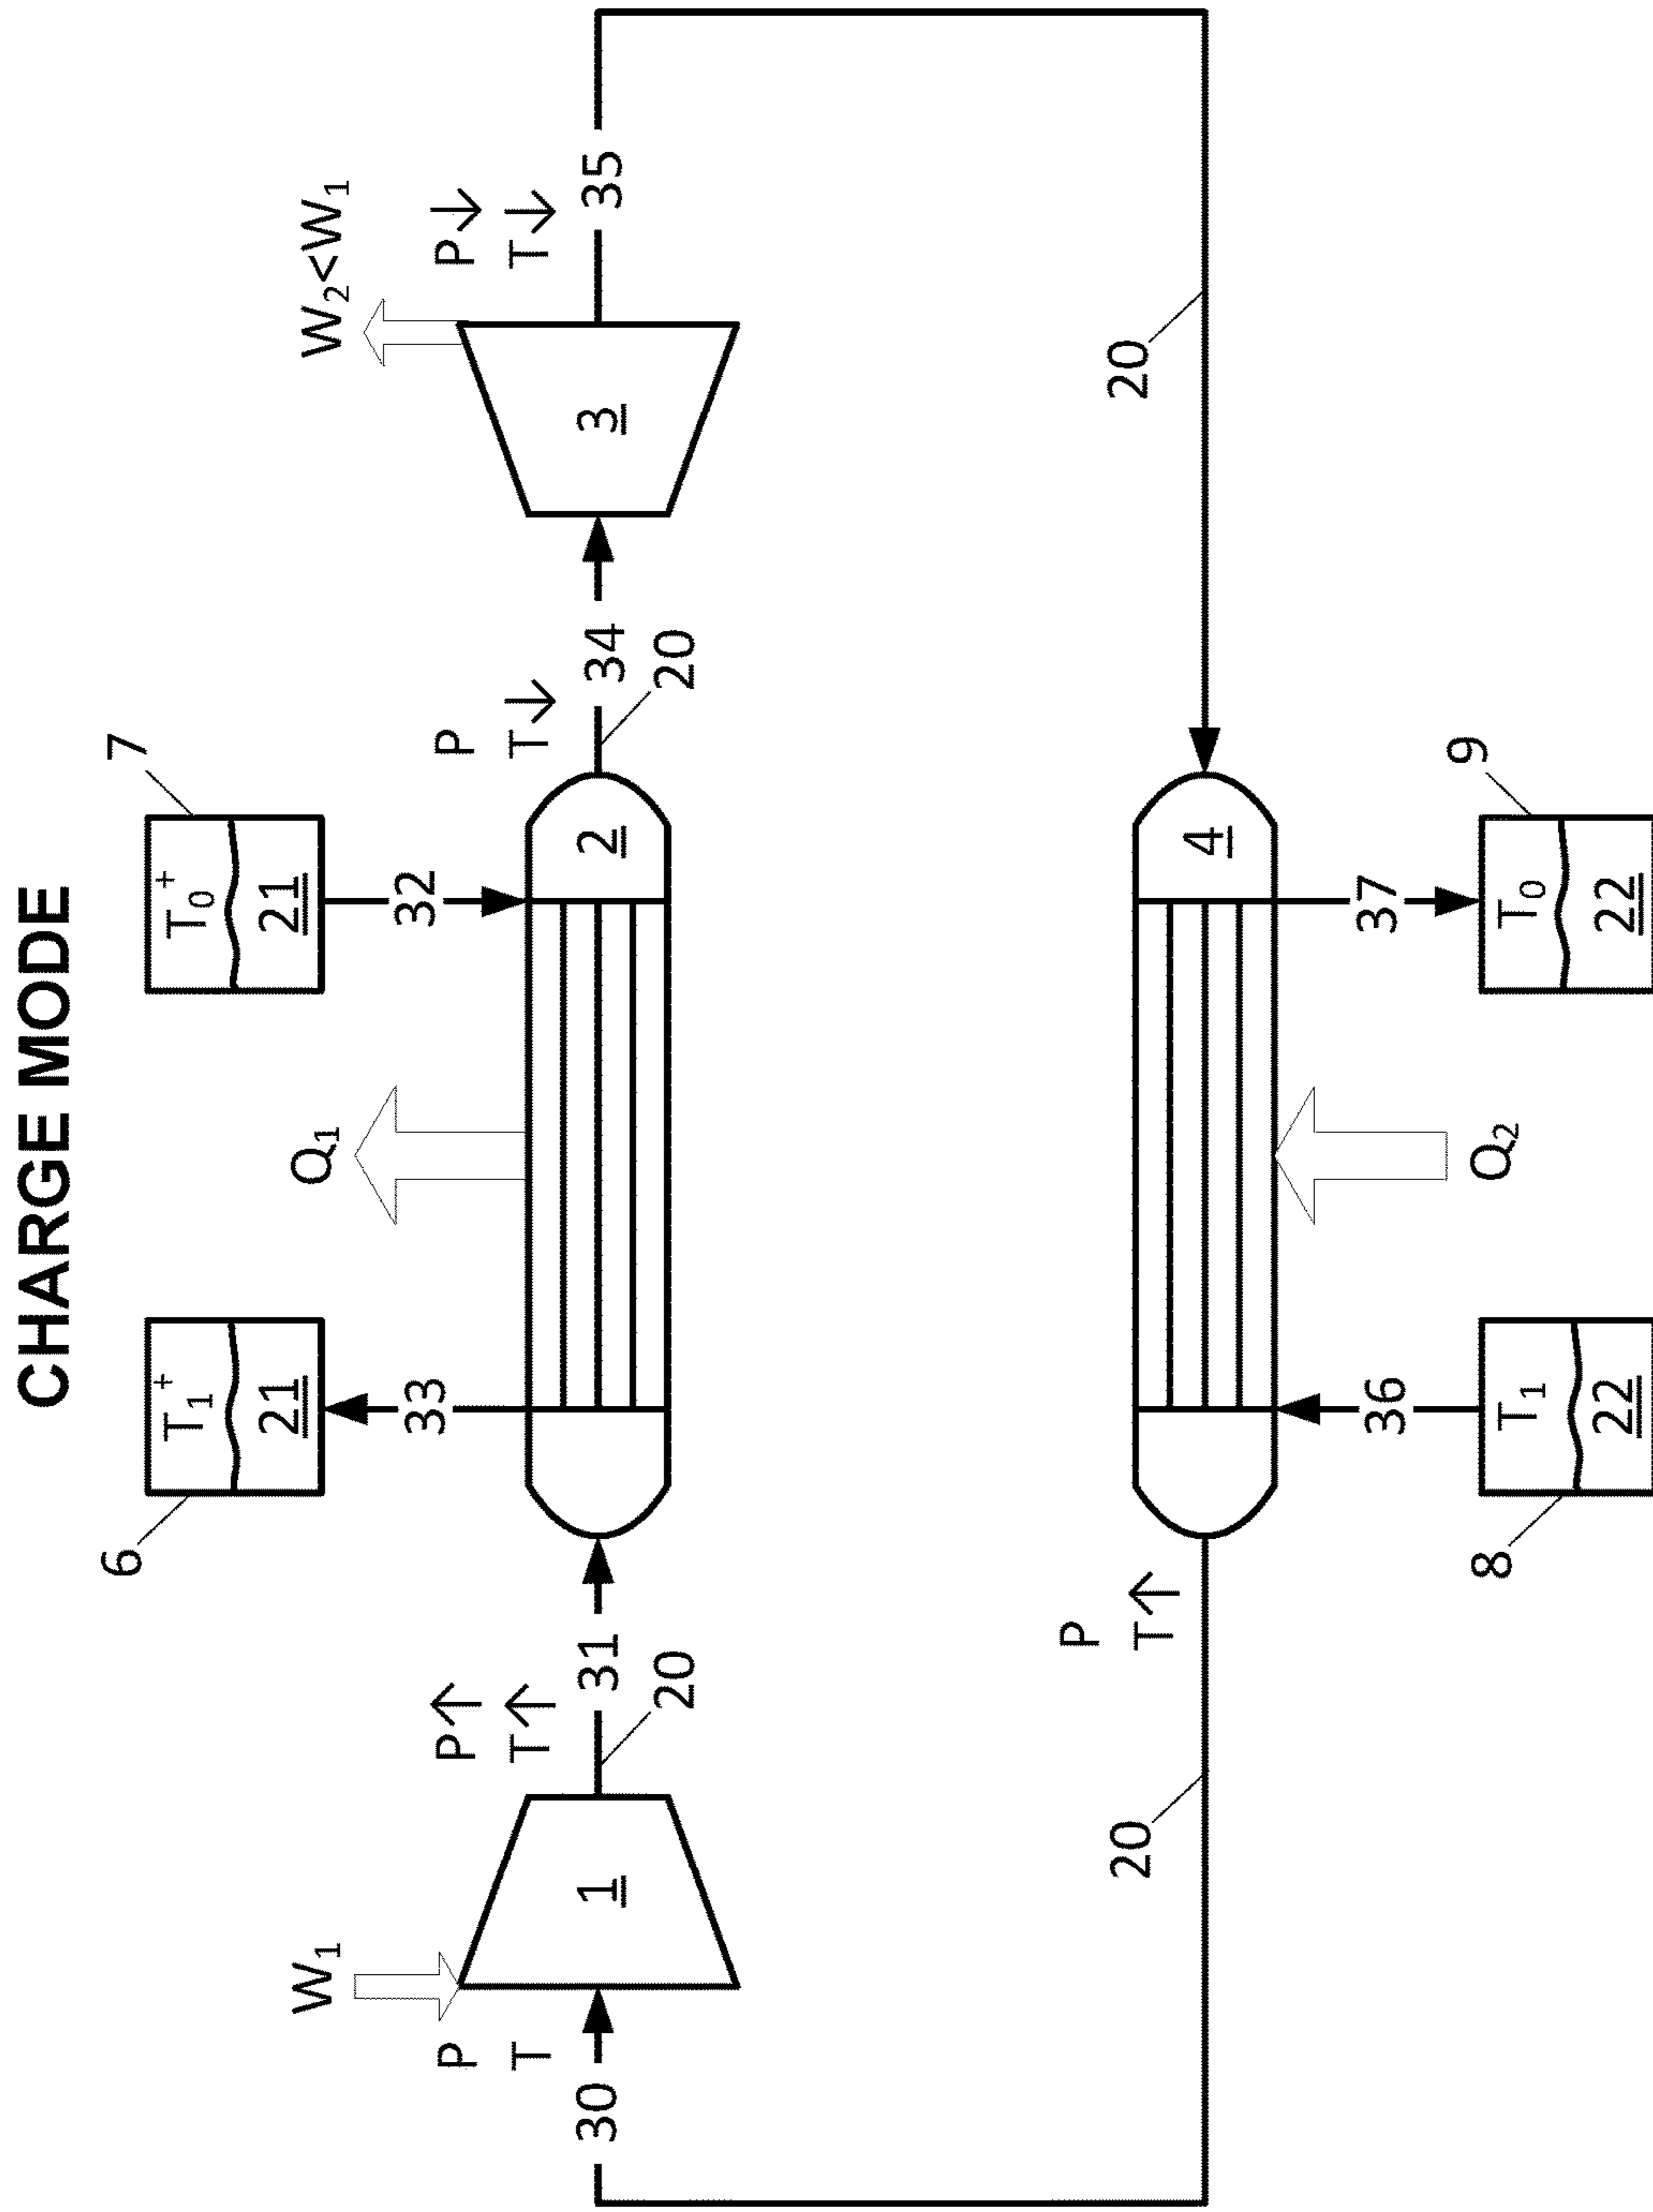 CHARGE MODE
6
T₁⁺
21
7
T₀⁺
21
33
32
W₁
Q₁
W₂<W₁
P
T
P↑
T↑
P
T↓
P↓
T↓
30
1
31
20
2
34
20
3
35
P
T↑
20
4
20
36
37
Q₂
8
T₁
22
9
T₀
22